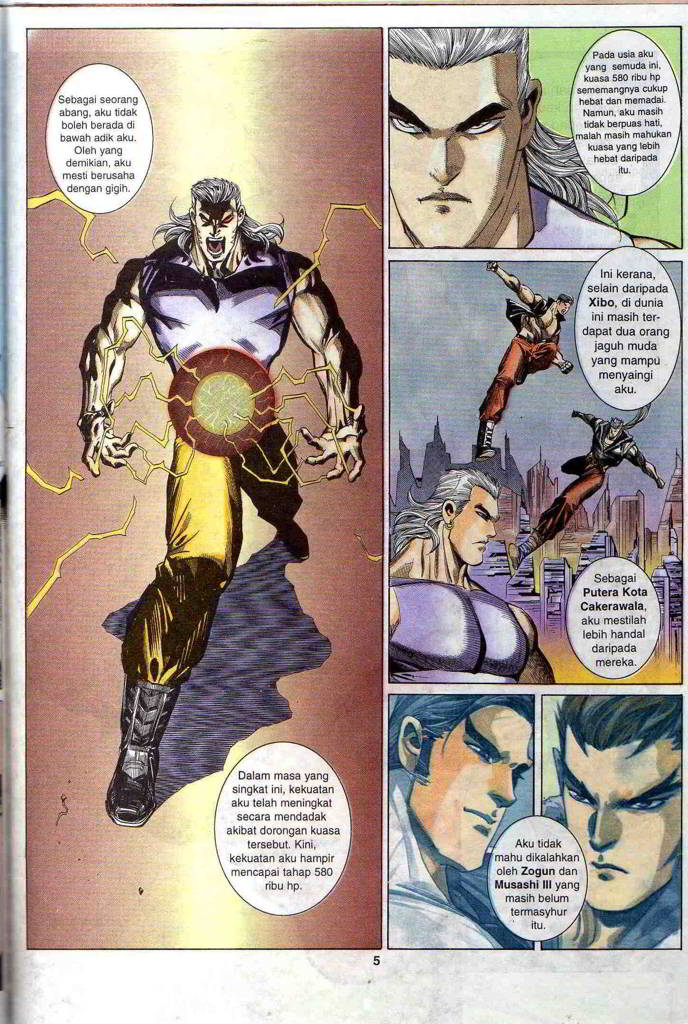 Sebagai seorang
abang, aku tidak
boleh berada di
bawah adik aku.
Oleh yang
demikian, aku
mesti berusaha
dengan gigih.
Dalam masa yang
singkat ini, kekuatan
aku telah meningkat
secara mendadak
akibat dorongan kuasa
tersebut. Kini,
kekuatan aku hampir
mencapai tahap 580
ribu hp.
Pada usia aku
yang semuda ini,
kuasa 580 ribu hp
sememangnya cukup
hebat dan memadai.
Namun, aku masih
tidak berpuas hati,
malah masih mahukan
kuasa yang lebih
hebat daripada
itu.
Ini kerana,
selain daripada
Xibo, di dunia
ini masih ter-
dapat dua orang
jaguh muda
yang mampu
menyaingi
aku.
Sebagai
Putera Kota
Cakerawala,
aku mestilah
lebih handal
daripada
mereka.
Aku tidak
mahu dikalahkan
oleh Zogun dan
Musashi III yang
masih belum
termasyhur
itu.
5